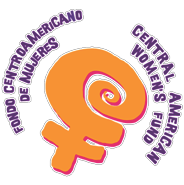 FONDO CENTROAMERICANO
DE MUJERES
CENTRAL AMERICAN
WOMEN'S FUND